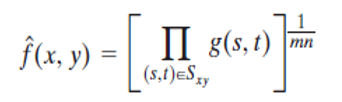 f̂(x, y) = [ ∏_{(s,t)∈S_{xy}} g(s, t) ]^{1/mn}